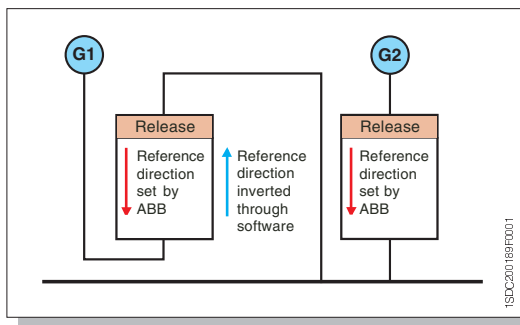 G1
G2
Release
Reference
direction
set by
ABB
Reference
direction
inverted
through
software
Release
Reference
direction
set by
ABB
1SDC200189F0001